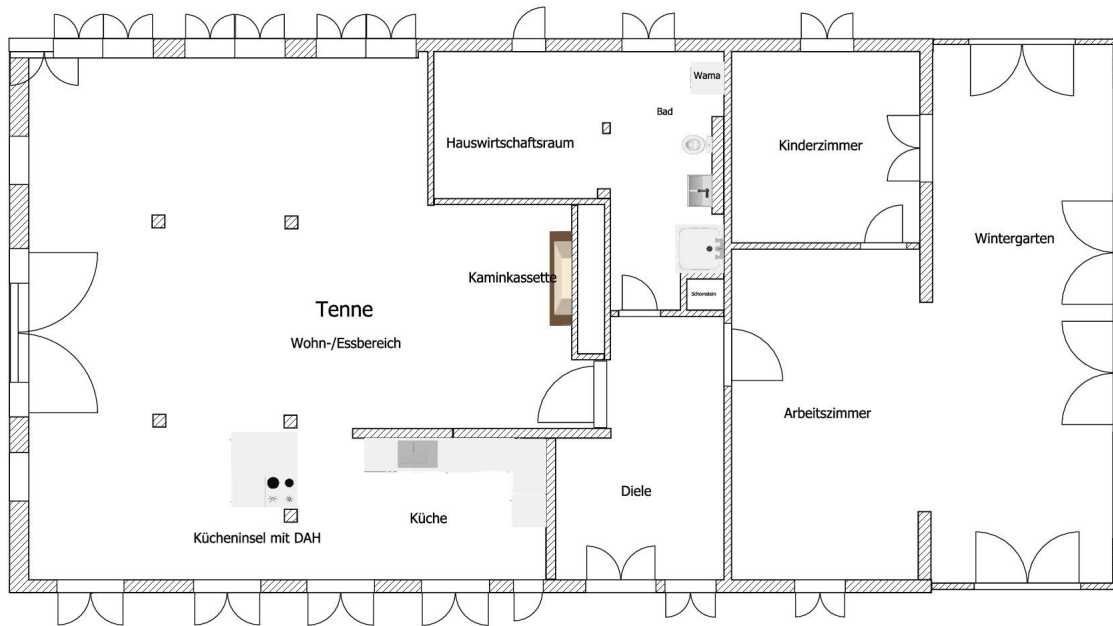 Wama
Bad
Hauswirtschaftsraum
Kinderzimmer
Wintergarten
Kaminkassette
Schornstein
Tenne
Wohn-/Essbereich
Arbeitszimmer
Diele
Küche
Kücheninsel mit DAH